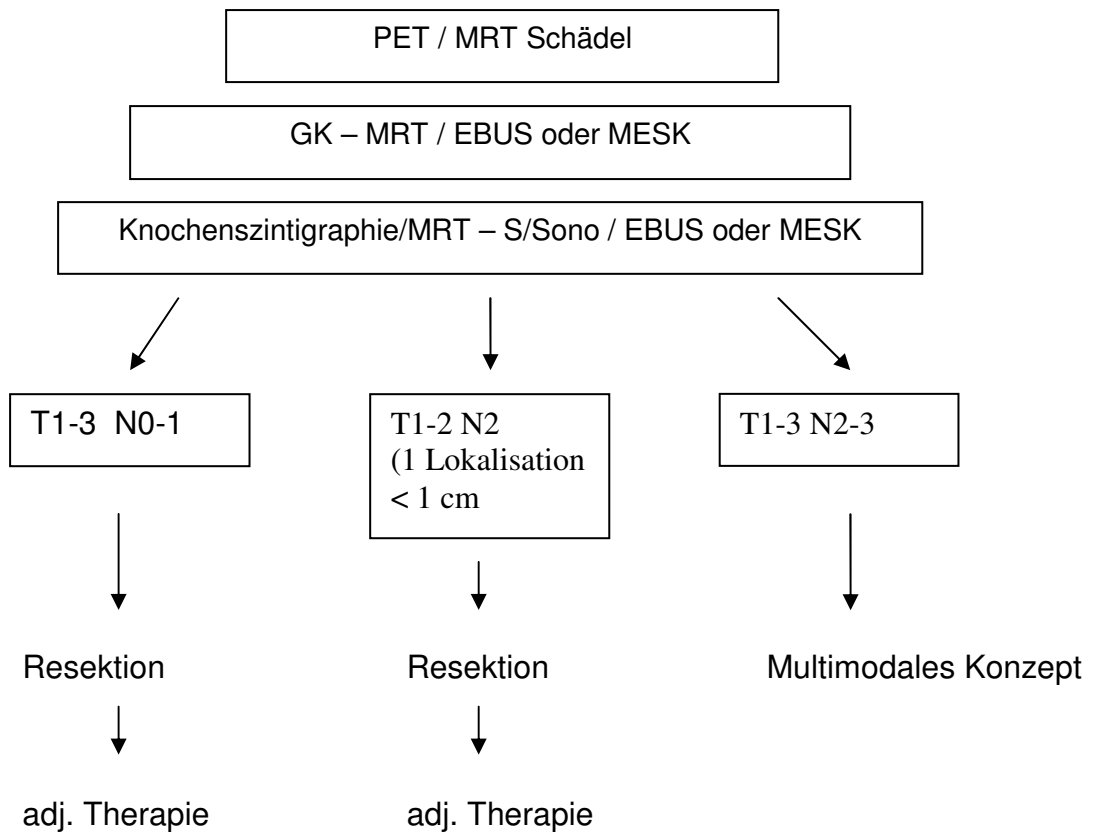 PET / MRT Schädel
GK – MRT / EBUS oder MESK
Knochenszintigraphie/MRT – S/Sono / EBUS oder MESK
T1-3 N0-1
T1-2 N2
(1 Lokalisation
< 1 cm
T1-3 N2-3
Resektion
Resektion
Multimodales Konzept
adj. Therapie
adj. Therapie